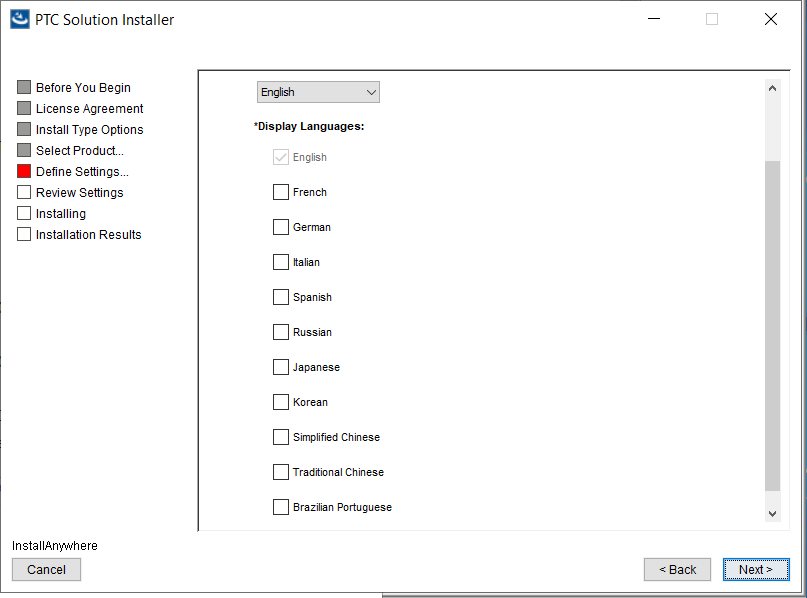 PTC Solution Installer
Before You Begin
License Agreement
Install Type Options
Select Product...
Define Settings...
Review Settings
Installing
Installation Results
English
*Display Languages:
English
French
German
Italian
Spanish
Russian
Japanese
Korean
Simplified Chinese
Traditional Chinese
Brazilian Portuguese
InstallAnywhere
Cancel
< Back
Next >